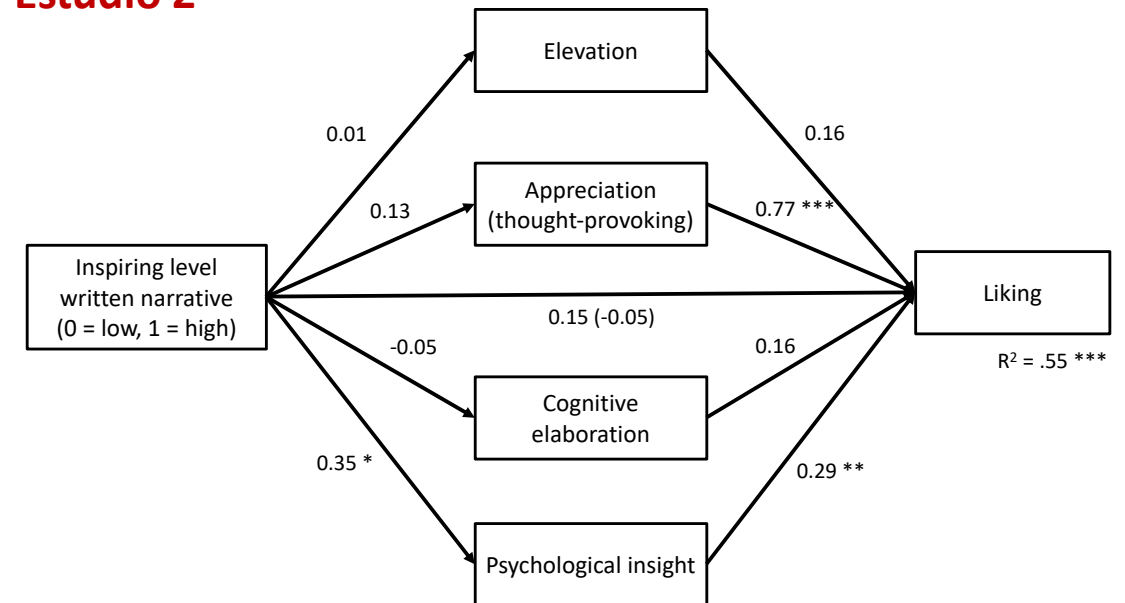 Estudio 2
Elevation
0.01
0.16
Appreciation
(thought-provoking)
0.13
0.77 ***
Inspiring level
written narrative
(0 = low, 1 = high)
Liking
0.15 (-0.05)
R² = .55 ***
-0.05
0.16
Cognitive
elaboration
0.35 *
0.29 **
Psychological insight